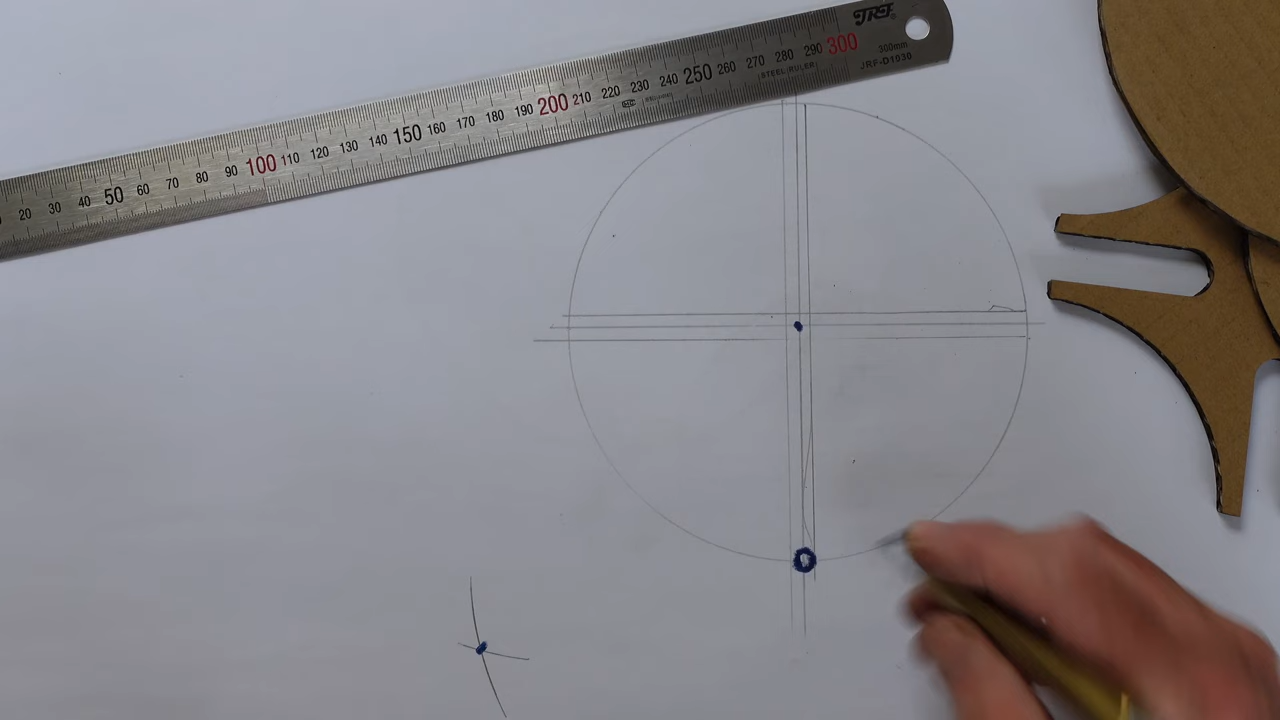 20 30 40 50 60 70 80 90 100 110 120 130 140 150 160 170 180 190 200 210 220 230 240 250 260 270 280 290 300
JRF
300mm
(STEEL RULER)
JRF-D1030